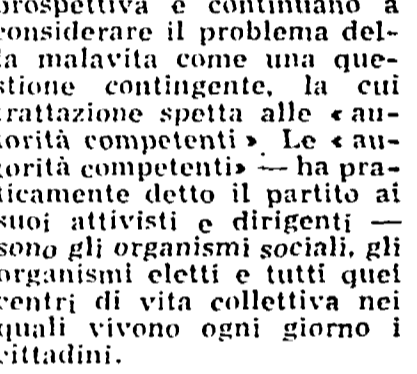 prospettiva e continuano a
considerare il problema del-
la malavita come una que-
stione contingente, la cui
trattazione spetta alle « au-
torità competenti ». Le « au-
torità competenti» — ha pra-
ticamente detto il partito ai
suoi attivisti e dirigenti —
sono gli organismi sociali, gli
organismi eletti e tutti quei
centri di vita collettiva nei
quali vivono ogni giorno i
cittadini.